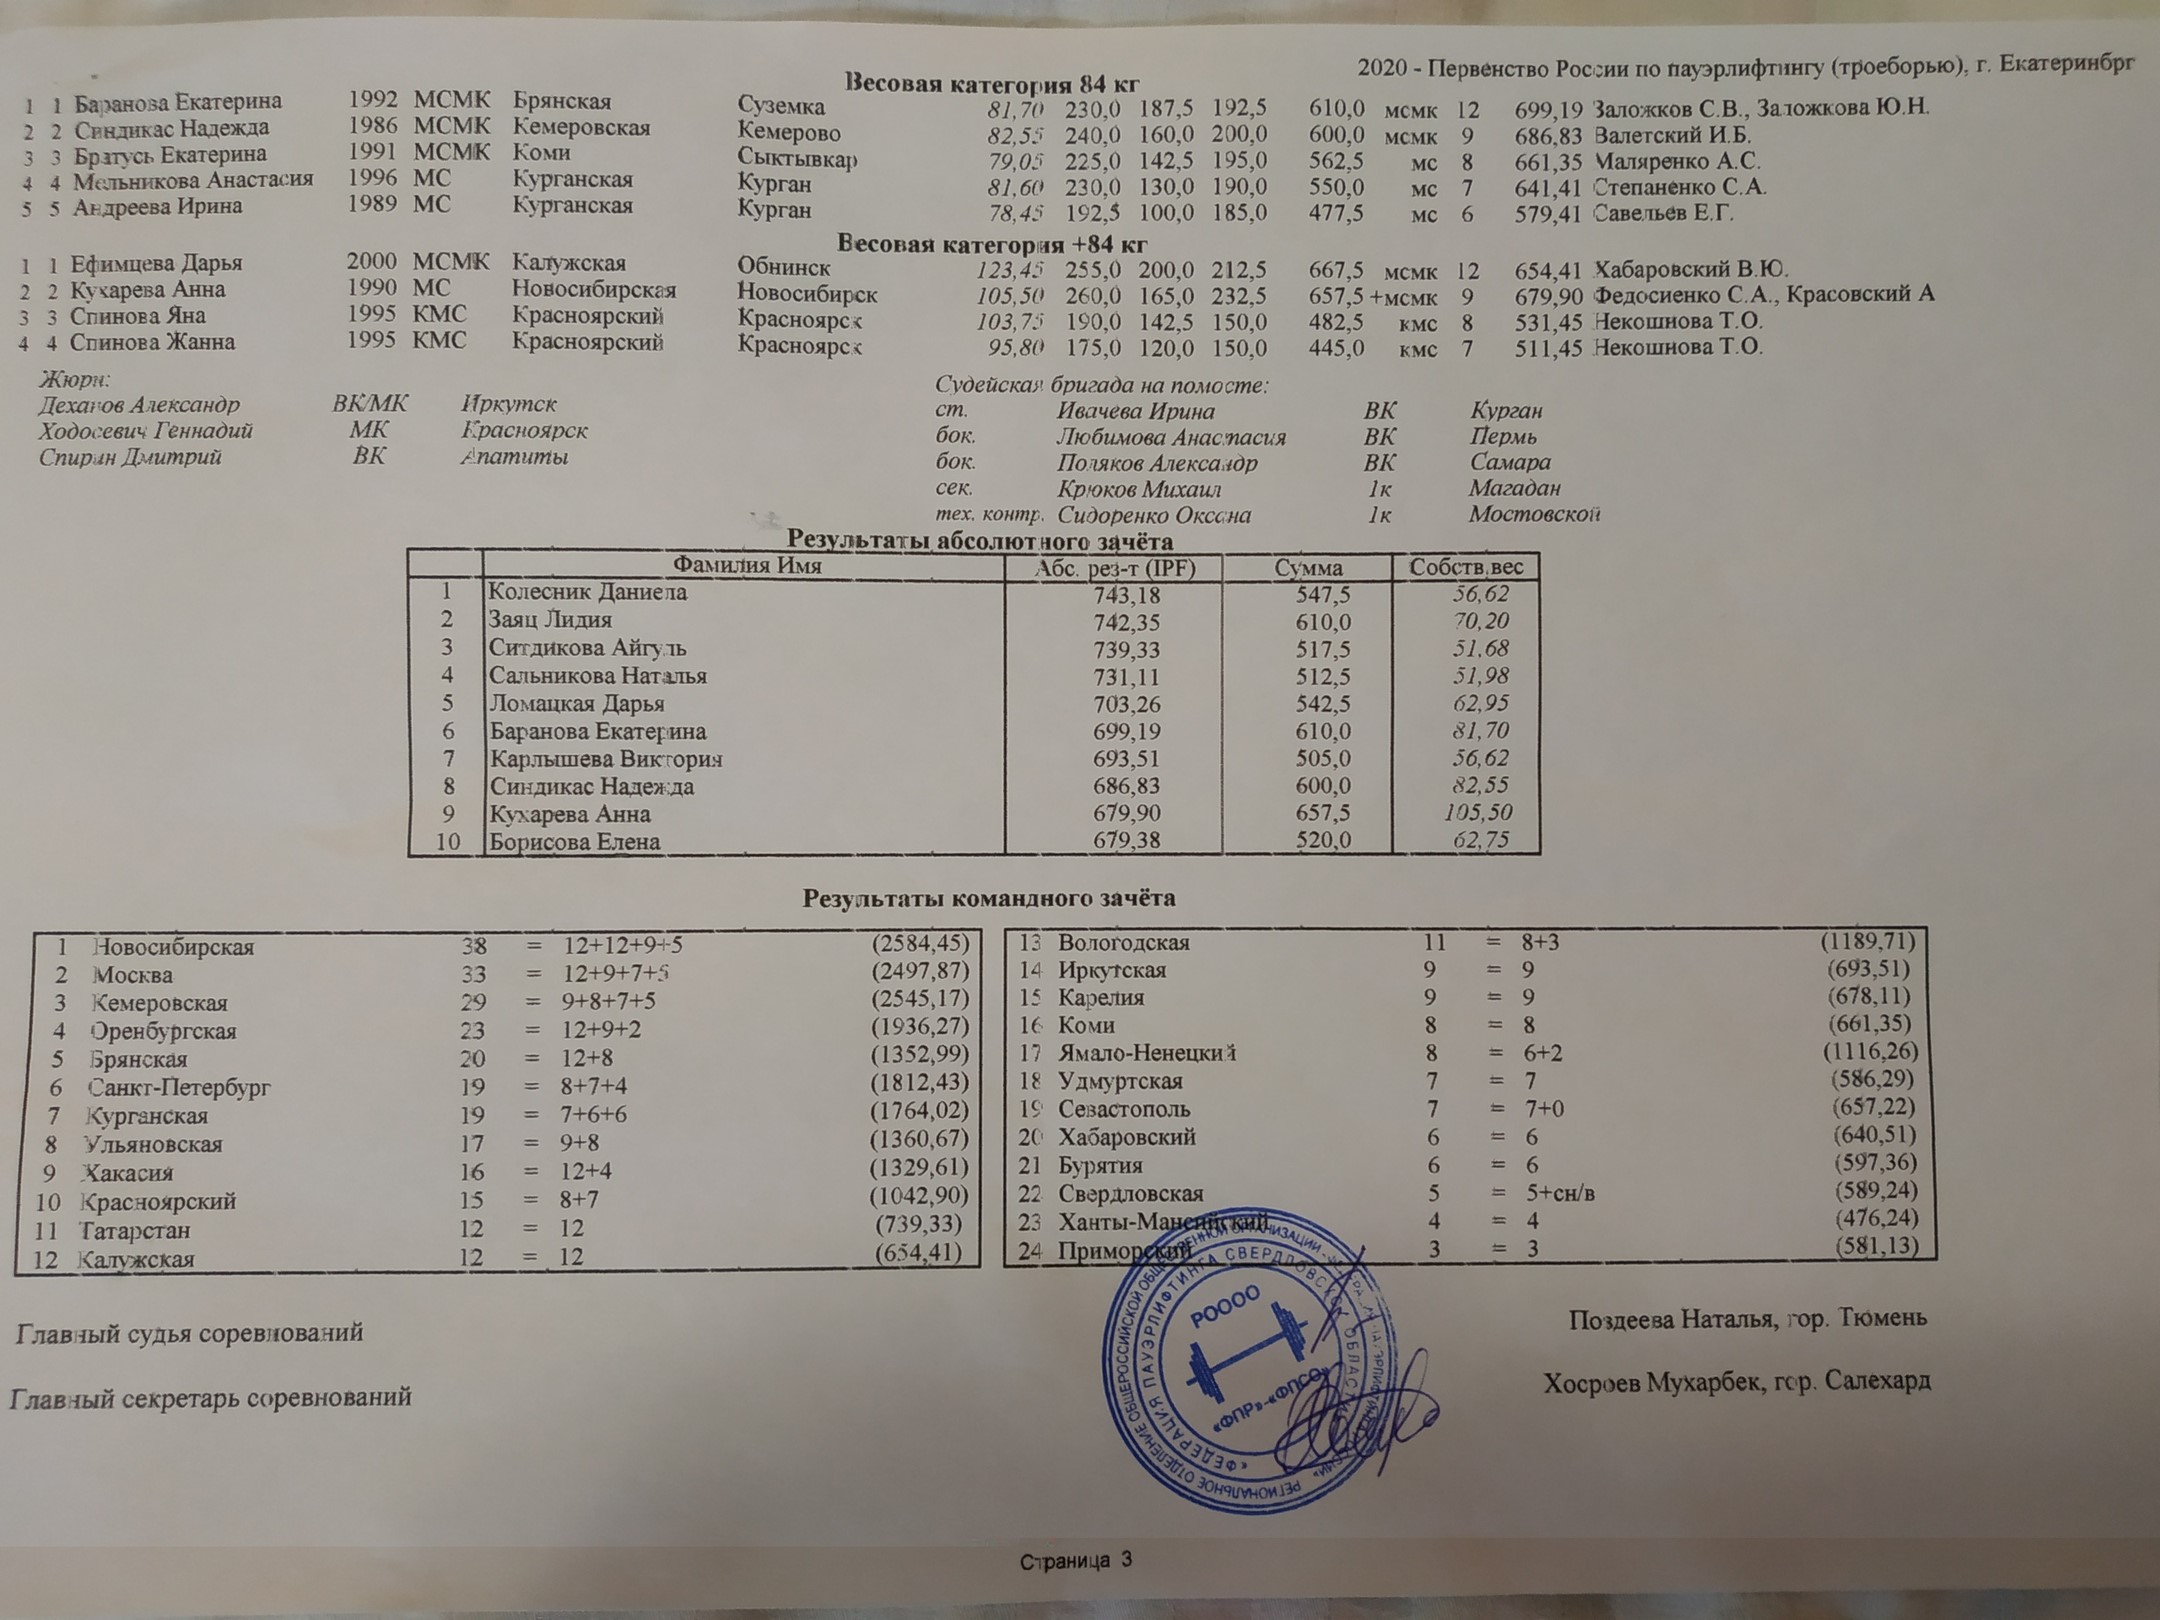 2020 - Первенство России по пауэрлифтингу (троеборью), г. Екатеринбрг
Весовая категория 84 кг
1 1 Баранова Екатерина 1992 МСМК Брянская Суземка 81,70 230,0 187,5 192,5 610,0 мсмк 12 699,19 Заложков С.В., Заложкова Ю.Н.
2 2 Синдикас Надежда 1986 МСМК Кемеровская Кемерово 82,55 240,0 160,0 200,0 600,0 мсмк 9 686,83 Валетский И.Б.
3 3 Братусь Екатерина 1991 МСМК Коми Сыктывкар 79,05 225,0 142,5 195,0 562,5 мс 8 661,35 Маляренко А.С.
4 4 Мельникова Анастасия 1996 МС Курганская Курган 81,60 230,0 130,0 190,0 550,0 мс 7 641,41 Степаненко С.А.
5 5 Андреева Ирина 1989 МС Курганская Курган 78,45 192,5 100,0 185,0 477,5 мс 6 579,41 Савельев Е.Г.
Весовая категория +84 кг
1 1 Ефимцева Дарья 2000 МСМК Калужская Обнинск 123,45 255,0 200,0 212,5 667,5 мсмк 12 654,41 Хабаровский В.Ю.
2 2 Кухарева Анна 1990 МС Новосибирская Новосибирск 105,50 260,0 165,0 232,5 657,5 +мсмк 9 679,90 Федосиенко С.А., Красовский А
3 3 Спинова Яна 1995 КМС Красноярский Красноярск 103,75 190,0 142,5 150,0 482,5 кмс 8 531,45 Некошнова Т.О.
4 4 Спинова Жанна 1995 КМС Красноярский Красноярск 95,80 175,0 120,0 150,0 445,0 кмс 7 511,45 Некошнова Т.О.
Жюри:
Деханов Александр ВК/МК Иркутск
Ходосевич Геннадий МК Красноярск
Спирин Дмитрий ВК Апатиты
Судейская бригада на помосте:
ст. Ивачева Ирина ВК Курган
бок. Любимова Анастасия ВК Пермь
бок. Поляков Александр ВК Самара
сек. Крюков Михаил 1к Магадан
тех. контр. Сидоренко Оксана 1к Мостовской
Результаты абсолютного зачёта
Фамилия Имя Абс. рез-т (IPF) Сумма Собств.вес
1 Колесник Даниела 743,18 547,5 56,62
2 Заяц Лидия 742,35 610,0 70,20
3 Ситдикова Айгуль 739,33 517,5 51,68
4 Сальникова Наталья 731,11 512,5 51,98
5 Ломацкая Дарья 703,26 542,5 62,95
6 Баранова Екатерина 699,19 610,0 81,70
7 Карлышева Виктория 693,51 505,0 56,62
8 Синдикас Надежда 686,83 600,0 82,55
9 Кухарева Анна 679,90 657,5 105,50
10 Борисова Елена 679,38 520,0 62,75
Результаты командного зачёта
1 Новосибирская 38 = 12+12+9+5 (2584,45)
2 Москва 33 = 12+9+7+5 (2497,87)
3 Кемеровская 29 = 9+8+7+5 (2545,17)
4 Оренбургская 23 = 12+9+2 (1936,27)
5 Брянская 20 = 12+8 (1352,99)
6 Санкт-Петербург 19 = 8+7+4 (1812,43)
7 Курганская 19 = 7+6+6 (1764,02)
8 Ульяновская 17 = 9+8 (1360,67)
9 Хакасия 16 = 12+4 (1329,61)
10 Красноярский 15 = 8+7 (1042,90)
11 Татарстан 12 = 12 (739,33)
12 Калужская 12 = 12 (654,41)
13 Вологодская 11 = 8+3 (1189,71)
14 Иркутская 9 = 9 (693,51)
15 Карелия 9 = 9 (678,11)
16 Коми 8 = 8 (661,35)
17 Ямало-Ненецкий 8 = 6+2 (1116,26)
18 Удмуртская 7 = 7 (586,29)
19 Севастополь 7 = 7+0 (657,22)
20 Хабаровский 6 = 6 (640,51)
21 Бурятия 6 = 6 (597,36)
22 Свердловская 5 = 5+сн/в (589,24)
23 Ханты-Мансийский 4 = 4 (476,24)
24 Приморский 3 = 3 (581,13)
РЕГИОНАЛЬНОЕ ОТДЕЛЕНИЕ ОБЩЕРОССИЙСКОЙ ОБЩЕСТВЕННОЙ ОРГАНИЗАЦИИ
«ФЕДЕРАЦИЯ ПАУЭРЛИФТИНГА СВЕРДЛОВСКОЙ ОБЛАСТИ»
РОООО
«ФПР»-«ФПСО»
Главный судья соревнований Поздеева Наталья, гор. Тюмень
Главный секретарь соревнований Хосроев Мухарбек, гор. Салехард
Страница 3